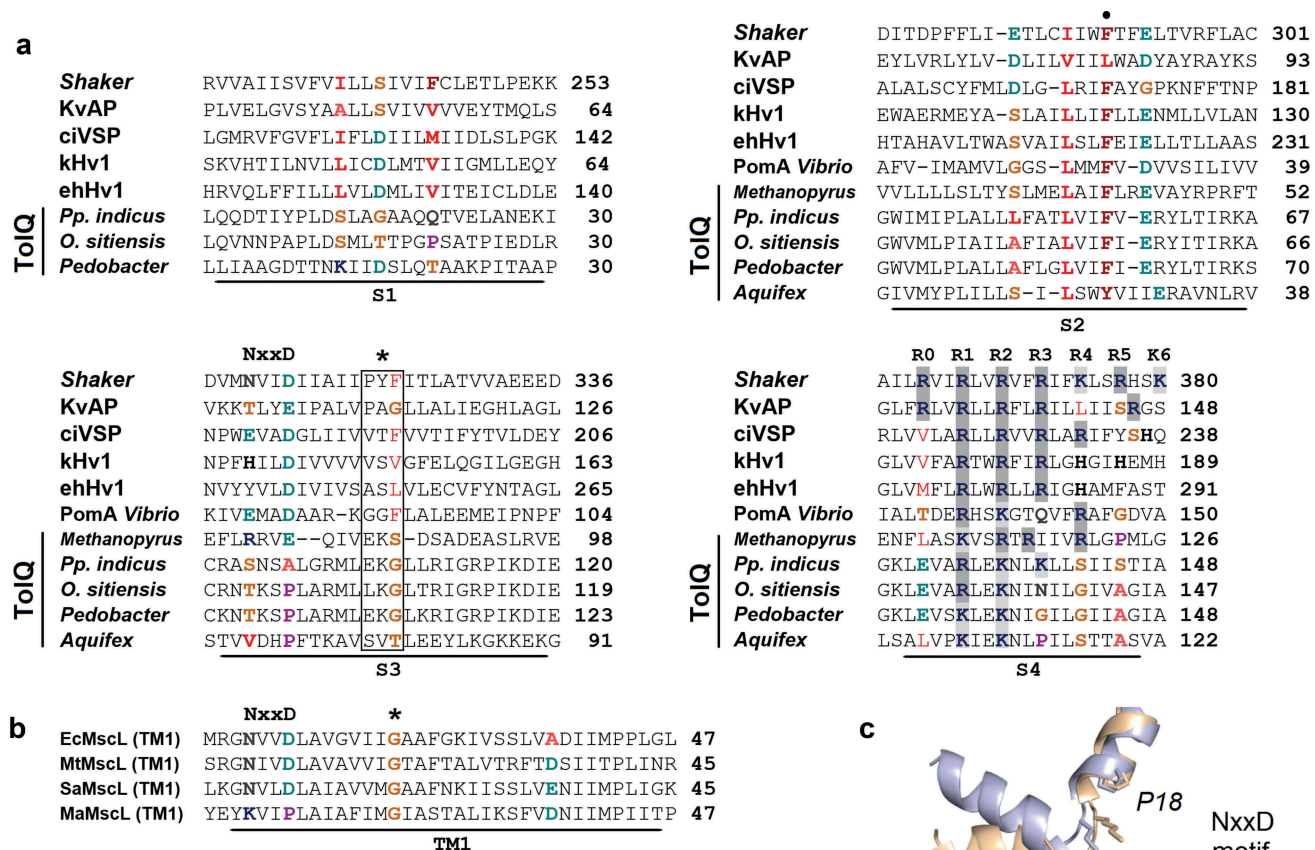 a
Shaker RVVAIISVFVILLSIVIFCLETLPEKK 253
KvAP PLVELGVSYAALLSVIVVVVEYTMQLS 64
ciVSP LGMRVFGVFLIFLDIILMIIDLSLPGK 142
kHv1 SKVHTILNVLLICDLMTVIIGMLLEQY 64
ehHv1 HRVQLFFILLLVLDMLIVITEICLDLE 140
TolQ
Pp. indicus LQQDTIYPLDSLAGAAQQTVELANEKI 30
O. sitiensis LQVNNPAPLDSMLTTPGPSATPIEDLR 30
Pedobacter LLIAAGDTTNKIIDSLQTAAKPITAAP 30
S1
Shaker DITDPFFLI-ETLCIIWFTFELTVRFLAC 301
KvAP EYLVRLYLV-DLILVIILWADYAYRAYKS 93
ciVSP ALALSCYFMLDLG-LRIFAYGPKNFFTNP 181
kHv1 EWAERMEYA-SLAILLIFLLENMLLVLAN 130
ehHv1 HTAHAVLTWASVAILSLFEIELLTLLAAS 231
PomA Vibrio AFV-IMAVMLGGS-LMMFV-DVVSILIVV 39
TolQ
Methanopyrus VVLLLLSLTYSLMELAIFLREVAYRPRFT 52
Pp. indicus GWIMIPLALLLLFATLVIFV-ERYLTIRKA 67
O. sitiensis GWVMLPIAILAFIALVIFI-ERYITIRKA 66
Pedobacter GWVMLPLALLAFLGLVIFI-ERYLTIRKS 70
Aquifex GIVMYPLILLS-I-LSWYVIIERAVNLRV 38
S2
NxxD *
Shaker DVMNVIDIIAIIPYFITLATVVAEEED 336
KvAP VKKTLYEIPALVPAGLLALIEGHLAGL 126
ciVSP NPWEVADGLIIVVTFVVTIFYTVLDEY 206
kHv1 NPFHILDIVVVVVSVGFELQGILGEGH 163
ehHv1 NVYYVLDIVIVSASLVLECVFYNTAGL 265
PomA Vibrio KIVEMADAAR-KGGFLALEEMEIPNPF 104
TolQ
Methanopyrus EFLRRVE--QIVEKSDSADEASLRVE 98
Pp. indicus CRASNSALGRMLEKGLRIGRPIKDIE 120
O. sitiensis CRNTKSPLARMLLKGLTRIGRPIKDIE 119
Pedobacter CKNTKSPLARMLEKGLKRIGRPIKDIE 123
Aquifex STVVDHPFTKAVSVTLEEYLKGKKEKG 91
S3
R0 R1 R2 R3 R4 R5 K6
Shaker AILRVIRLVRVFRIFKLSRHSK 380
KvAP GLFRLVRLLRFLRILLIISRGS 148
ciVSP RLVVLARLLRVVRLARIFYSHQ 238
kHv1 GLVVFARTWRFIRLGHGIHEMH 189
ehHv1 GLVMFLRLWRLLRIGHAMFAST 291
PomA Vibrio IALTDERHSKGTQVFRAFGDVA 150
TolQ
Methanopyrus ENFLASKVSRTRIIVRLGPMLG 126
Pp. indicus GKLEVARLEKNLKLLSIISTIA 148
O. sitiensis GKLEVARLEKNINILGIVAGIA 147
Pedobacter GKLEVSKLEKNIGILGIIAGIA 148
Aquifex LSALVPKIEKNLPILSTTASVA 122
S4
b
NxxD *
EcMscL (TM1) MRGNVVDLAVGVIIGAAFGKIVSSLVADIIMPPLGL 47
MtMscL (TM1) SRGNIVDLAVAVVIGTAFTALVTRFTDSIITPLINR 45
SaMscL (TM1) LKGNVLDLAIAVVMGAAFNKIISSLVENIIMPLIGK 45
MaMscL (TM1) YEYKVIPLAIAFIMGIASTALIKSFVDNIIMPIITP 47
TM1
c
P18
NxxD